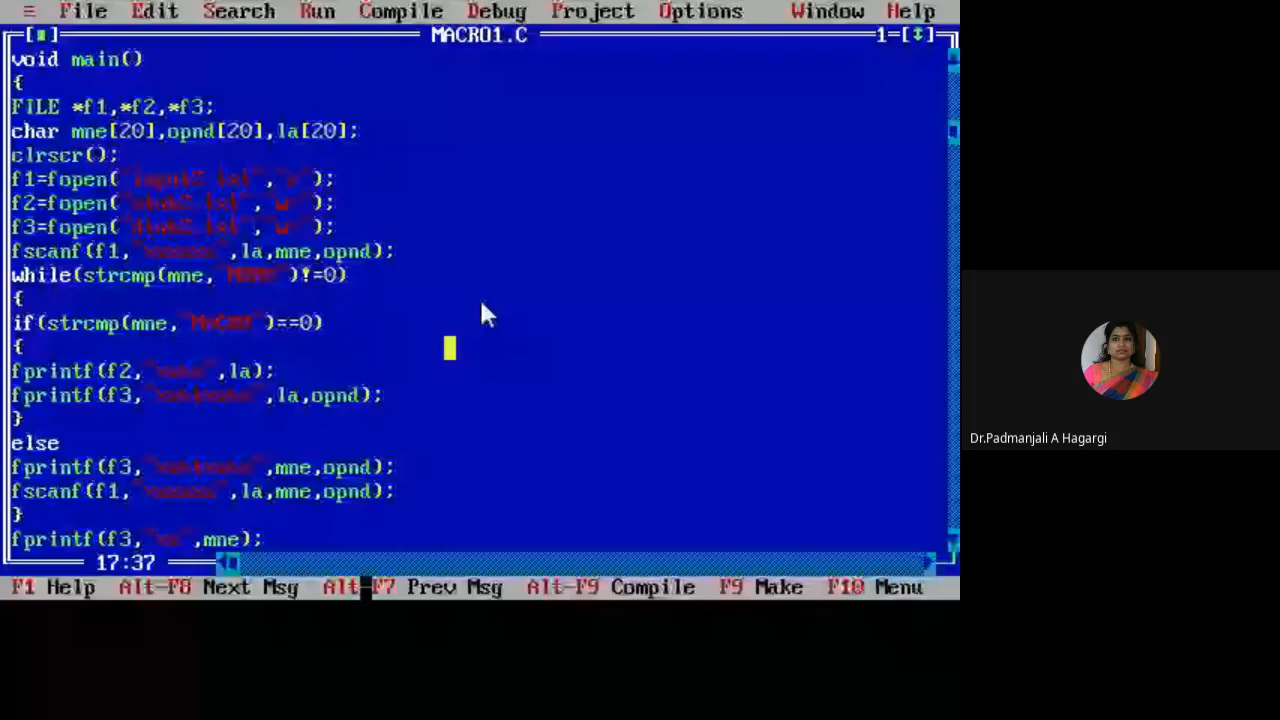 ≡ File Edit Search Run Compile Debug Project Options Window Help
MACRO1.C 1
void main()
{
FILE *f1,*f2,*f3;
char mne[20],opnd[20],la[20];
clrscr();
f1=fopen(" "," ");
f2=fopen(" ","w");
f3=fopen(" ","w");
fscanf(f1," ",la,mne,opnd);
while(strcmp(mne," ")!=0)
{
if(strcmp(mne,"MACRO")==0)
{
fprintf(f2," ",la);
fprintf(f3," ",la,opnd);
}
else
fprintf(f3," ",mne,opnd);
fscanf(f1," ",la,mne,opnd);
}
fprintf(f3," ",mne);
17:37
F1 Help Alt-F8 Next Msg Alt-F7 Prev Msg Alt-F9 Compile F9 Make F10 Menu
Dr.Padmanjali A Hagargi